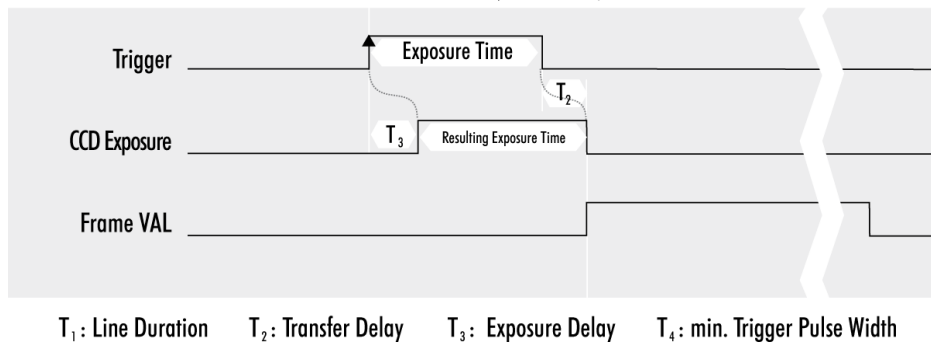 Trigger
Exposure Time
T₂
CCD Exposure
T₃
Resulting Exposure Time
Frame VAL
T₁: Line Duration T₂: Transfer Delay T₃: Exposure Delay T₄: min. Trigger Pulse Width